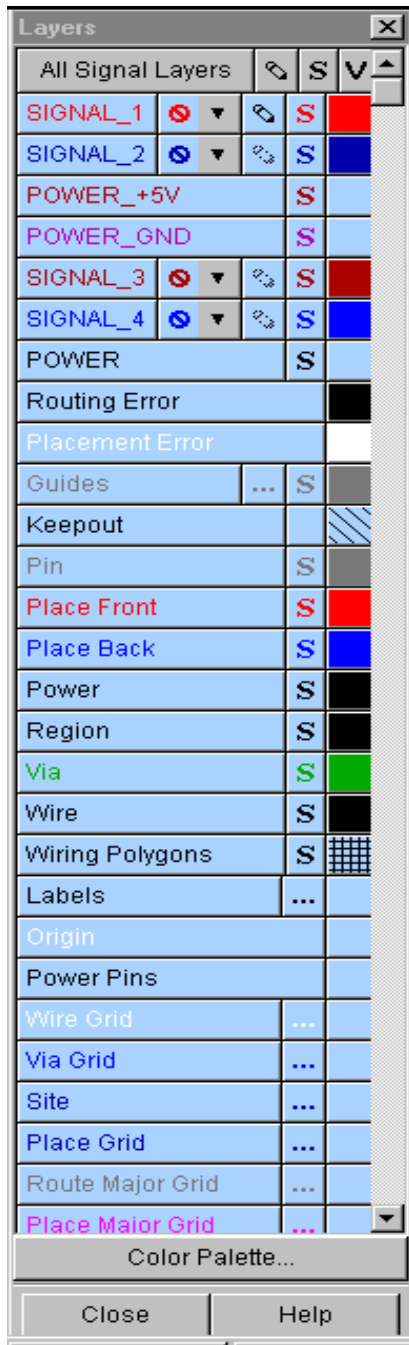 Layers
All Signal Layers S V
SIGNAL_1 S
SIGNAL_2 S
POWER_+5V S
POWER_GND S
SIGNAL_3 S
SIGNAL_4 S
POWER S
Routing Error
Placement Error
Guides ... S
Keepout
Pin S
Place Front S
Place Back S
Power S
Region S
Via S
Wire S
Wiring Polygons S
Labels ...
Origin
Power Pins
Wire Grid ...
Via Grid ...
Site ...
Place Grid ...
Route Major Grid ...
Place Major Grid ...
Color Palette...
Close Help